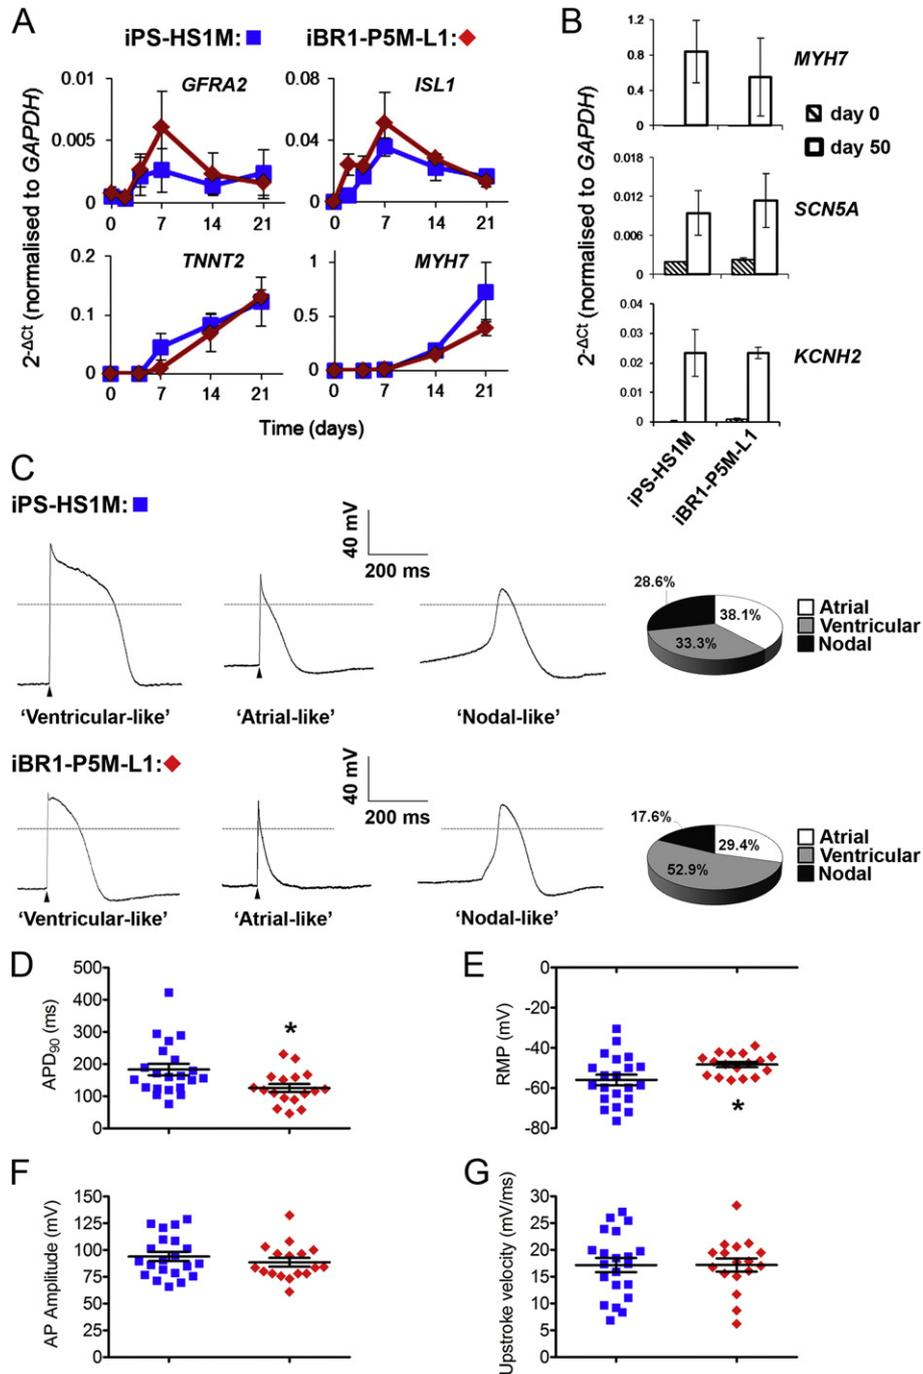 A
iPS-HS1M:
iBR1-P5M-L1:
2-ΔCt (normalised to GAPDH)
GFRA2
0.01
0.005
0
0 7 14 21
ISL1
0.08
0.04
0
0 7 14 21
TNNT2
0.2
0.1
0
0 7 14 21
MYH7
1
0.5
0
0 7 14 21
Time (days)
B
2-ΔCt (normalised to GAPDH)
1.2
0.8
0.4
0
MYH7
day 0
day 50
0.018
0.012
0.006
0
SCN5A
0.04
0.03
0.02
0.01
0
KCNH2
iPS-HS1M
iBR1-P5M-L1
C
iPS-HS1M:
40 mV
200 ms
'Ventricular-like'
'Atrial-like'
'Nodal-like'
28.6%
38.1%
33.3%
Atrial
Ventricular
Nodal
iBR1-P5M-L1:
40 mV
200 ms
'Ventricular-like'
'Atrial-like'
'Nodal-like'
17.6%
29.4%
52.9%
Atrial
Ventricular
Nodal
D
APD90 (ms)
500
400
300
200
100
0
*
E
RMP (mV)
0
-20
-40
-60
-80
*
F
AP Amplitude (mV)
150
125
100
75
50
25
0
G
Upstroke velocity (mV/ms)
30
25
20
15
10
5
0